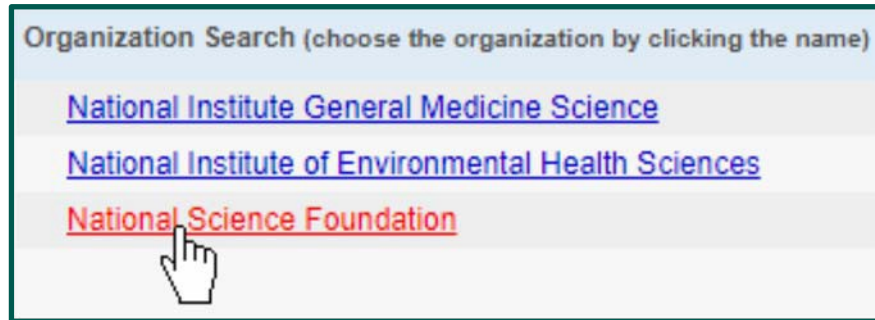 Organization Search (choose the organization by clicking the name)
National Institute General Medicine Science
National Institute of Environmental Health Sciences
National Science Foundation